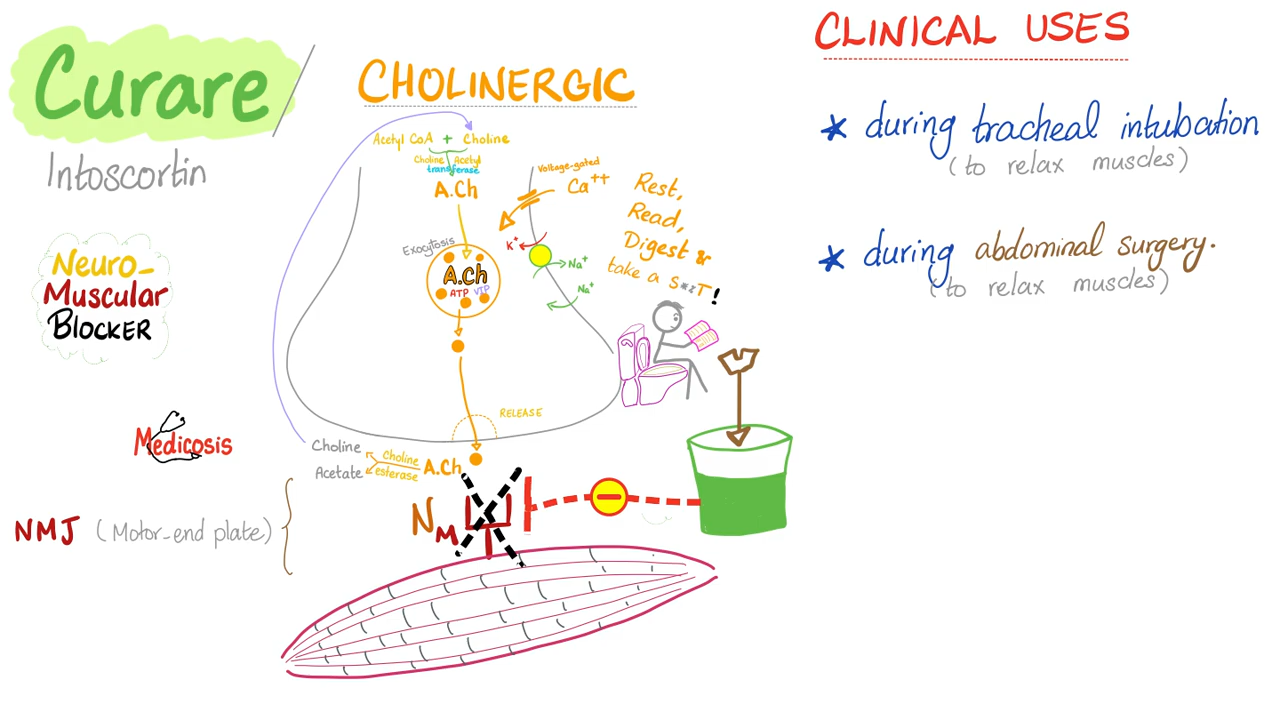 Curare
Intoscortin
Neuro-
Muscular
BLOCKER
Medicosis
NMJ (Motor-end plate)
CHOLINERGIC
Acetyl CoA + Choline
Choline Acetyl
transferase
A.Ch
Voltage-gated
Ca++
Exocytosis
K+
Na+
Na+
A.Ch
ATP VIP
RELEASE
Rest,
Read,
Digest &
take a S*zT!
Choline
Acetate
Choline
esterase
A.Ch
NM
CLINICAL USES
* during tracheal intubation
(to relax muscles)
* during abdominal surgery.
(to relax muscles)